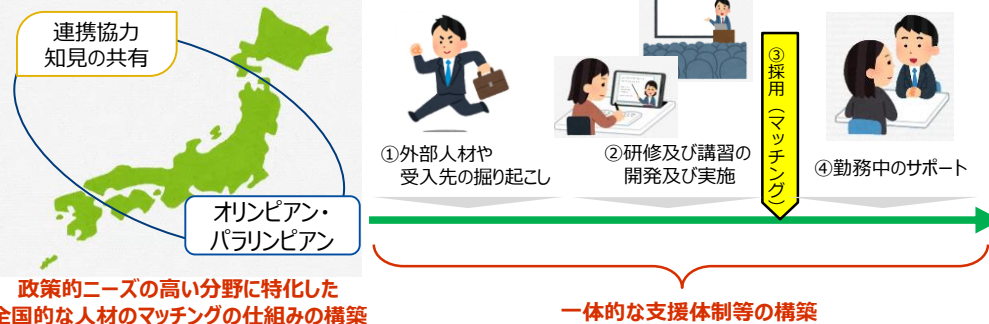 連携協力
知見の共有
オリンピアン・
パラリンピアン
政策的ニーズの高い分野に特化した
全国的な人材のマッチングの仕組みの構築
①外部人材や
受入先の掘り起こし
②研修及び講習の
開発及び実施
③採用（マッチング）
④勤務中のサポート
一体的な支援体制等の構築